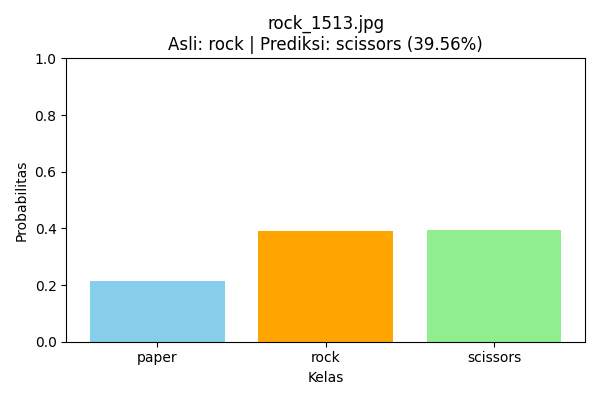 rock_1513.jpg
Asli: rock | Prediksi: scissors (39.56%)
1.0
0.8
0.6
0.4
0.2
0.0
Probabilitas
paper rock scissors
Kelas